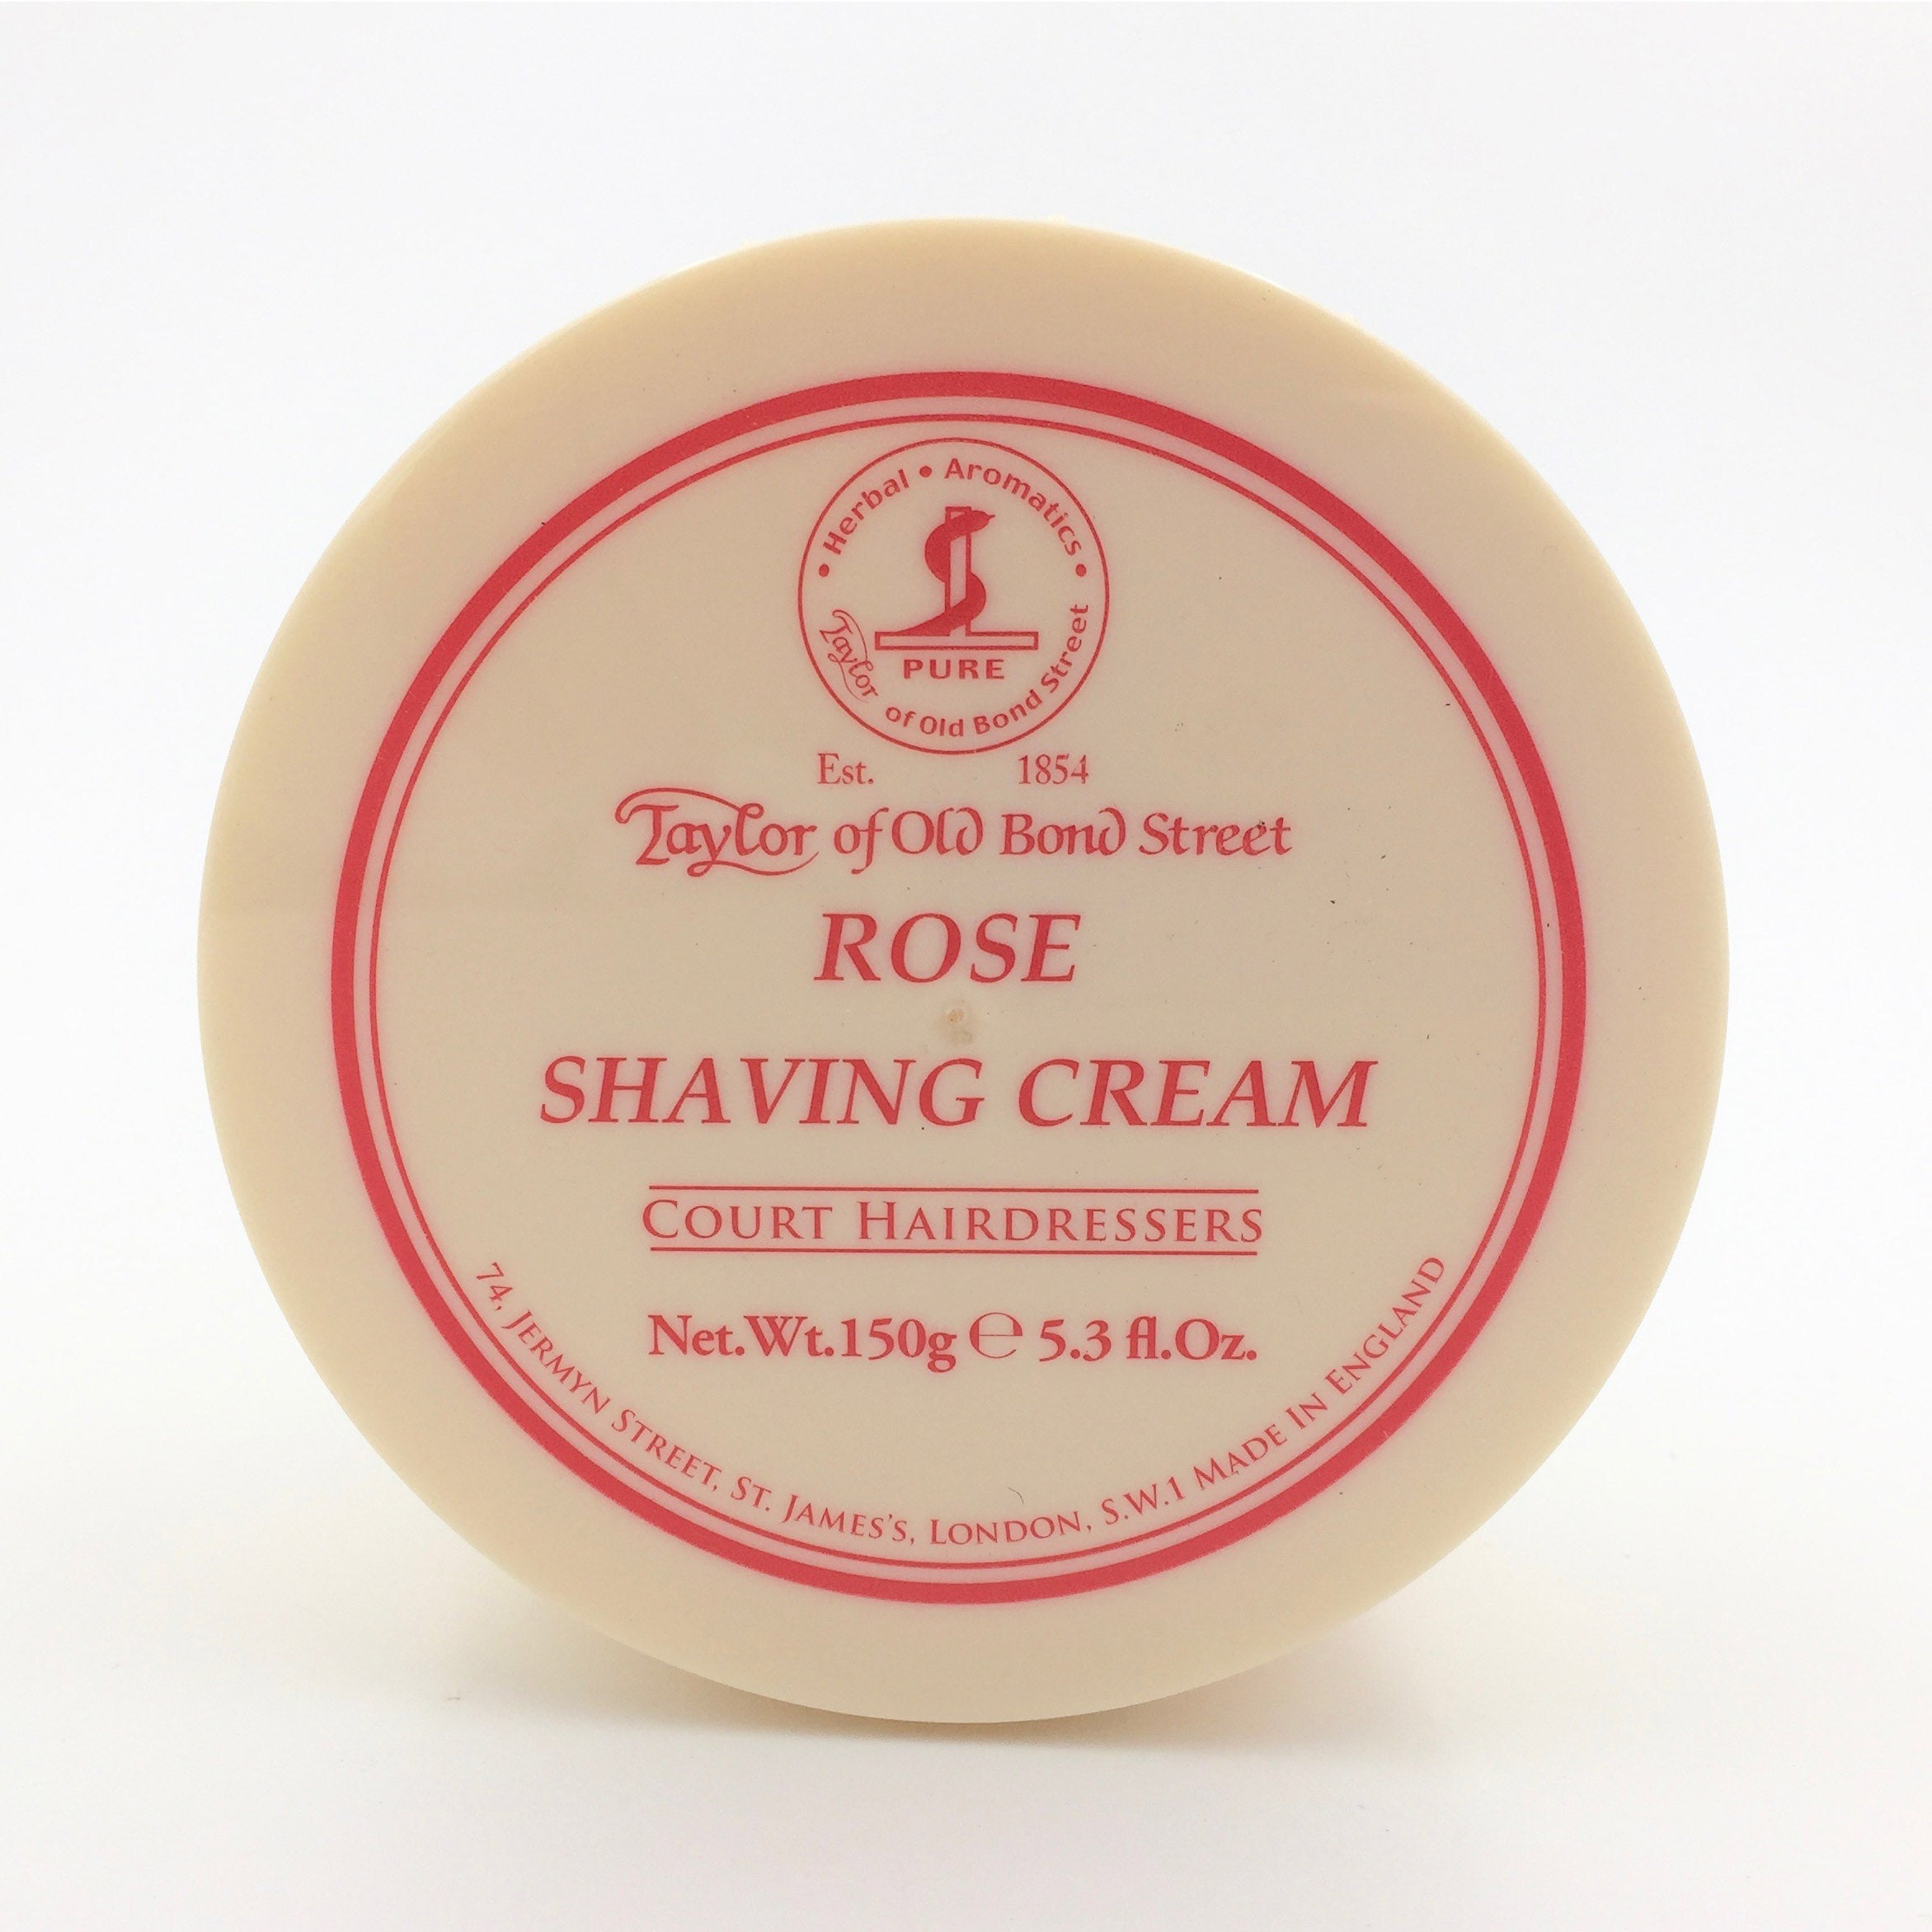 • Herbal • Aromatics •
PURE
Taylor of Old Bond Street
Est. 1854
Taylor of Old Bond Street
ROSE
SHAVING CREAM
COURT HAIRDRESSERS
Net.Wt.150g ℮ 5.3 fl.Oz.
74, JERMYN STREET, ST. JAMES'S, LONDON, S.W.1 MADE IN ENGLAND